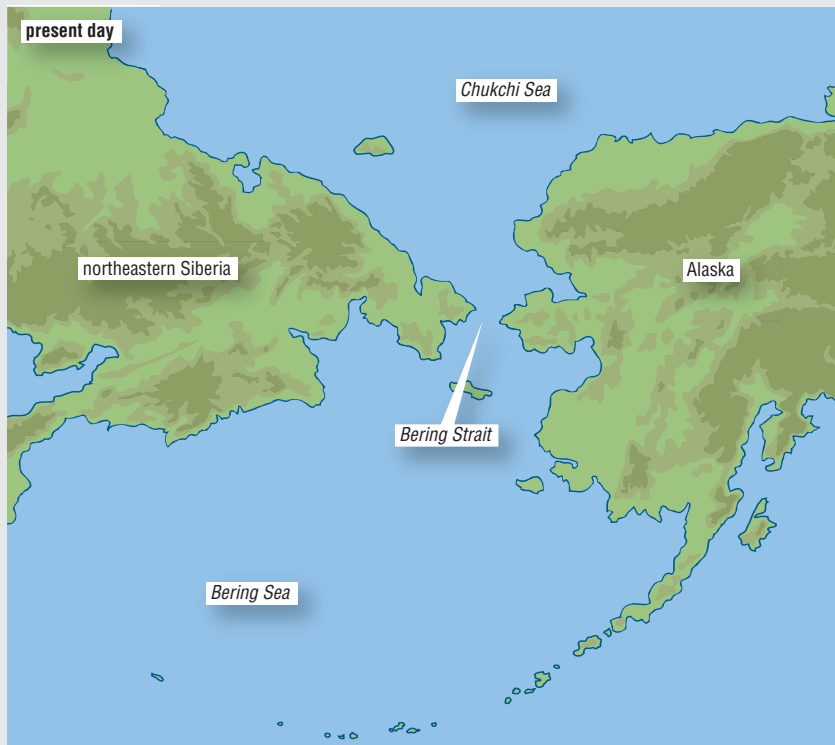 present day
Chukchi Sea
northeastern Siberia
Alaska
Bering Strait
Bering Sea